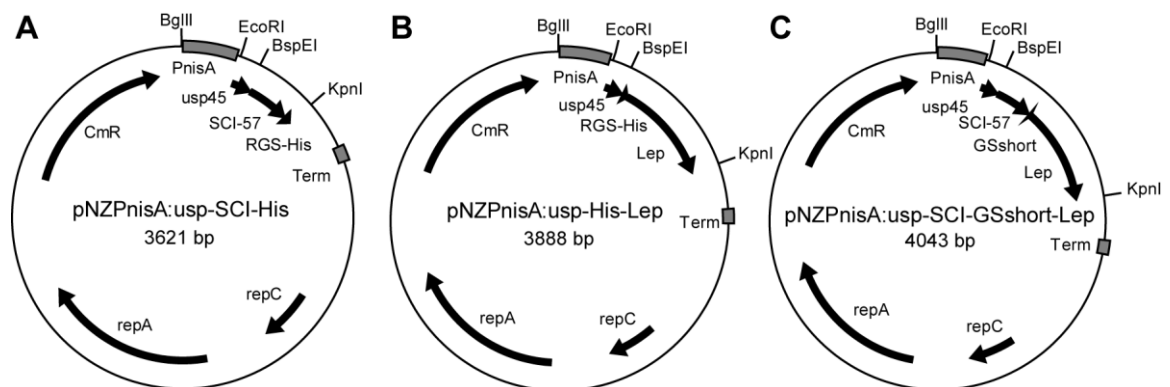 A
BglII
EcoRI
BspEI
KpnI
PnisA
usp45
SCI-57
RGS-His
Term
CmR
pNZPnisA:usp-SCI-His
3621 bp
repC
repA
B
BglII
EcoRI
BspEI
PnisA
usp45
RGS-His
Lep
KpnI
CmR
pNZPnisA:usp-His-Lep
3888 bp
Term
repC
repA
C
BglII
EcoRI
BspEI
PnisA
usp45
SCI-57
GSshort
Lep
KpnI
CmR
pNZPnisA:usp-SCI-GSshort-Lep
4043 bp
Term
repA
repC